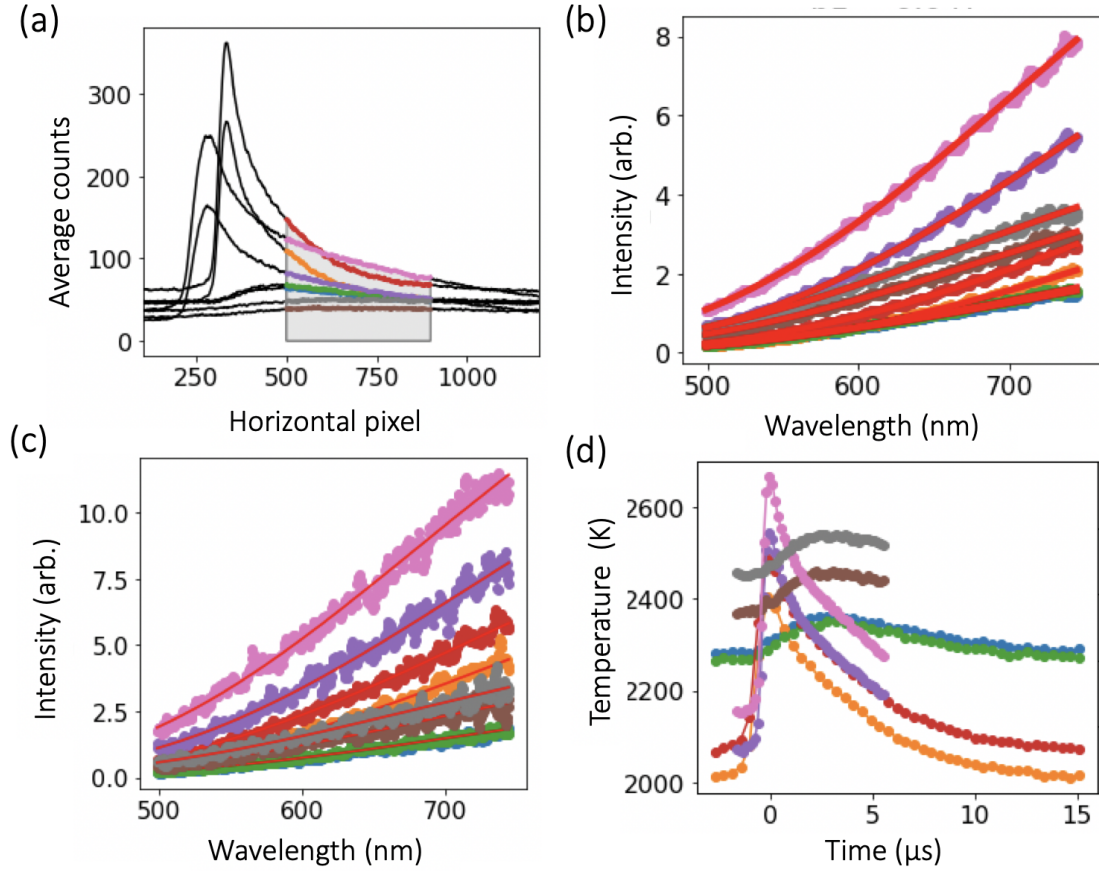 (a)
300
200
100
0
Average counts
250 500 750 1000
Horizontal pixel
(b)
8
6
4
2
0
Intensity (arb.)
500 600 700
Wavelength (nm)
(c)
10.0
7.5
5.0
2.5
0.0
Intensity (arb.)
500 600 700
Wavelength (nm)
(d)
2600
2400
2200
2000
Temperature (K)
0 5 10 15
Time (μs)